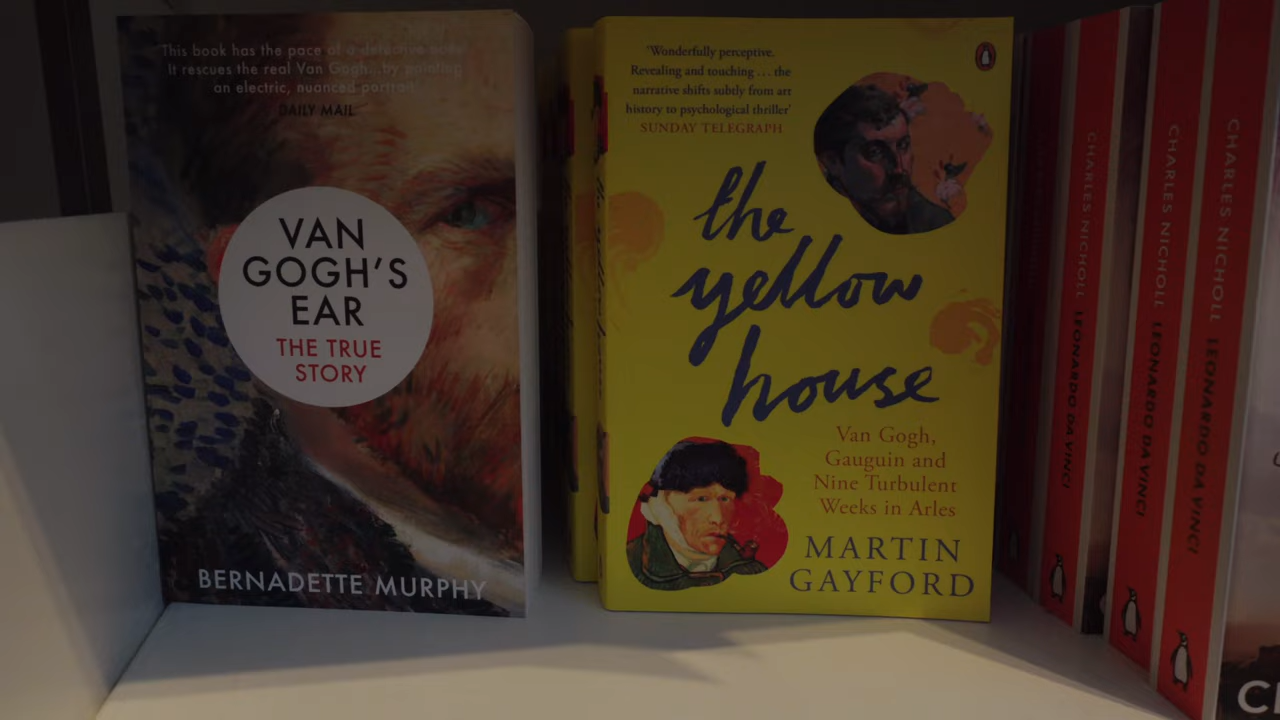 This book has the pace of a detective novel
It rescues the real Van Gogh...by painting
an electric, nuanced portrait
DAILY MAIL
VAN
GOGH'S
EAR
THE TRUE
STORY
BERNADETTE MURPHY
'Wonderfully perceptive.
Revealing and touching ... the
narrative shifts subtly from art
history to psychological thriller'
SUNDAY TELEGRAPH
the
yellow
house
Van Gogh,
Gauguin and
Nine Turbulent
Weeks in Arles
MARTIN
GAYFORD
CHARLES NICHOLL LEONARDO DA VINCI
CHARLES NICHOLL LEONARDO DA VINCI
CHARLES NICHOLL LEONARDO DA VINCI